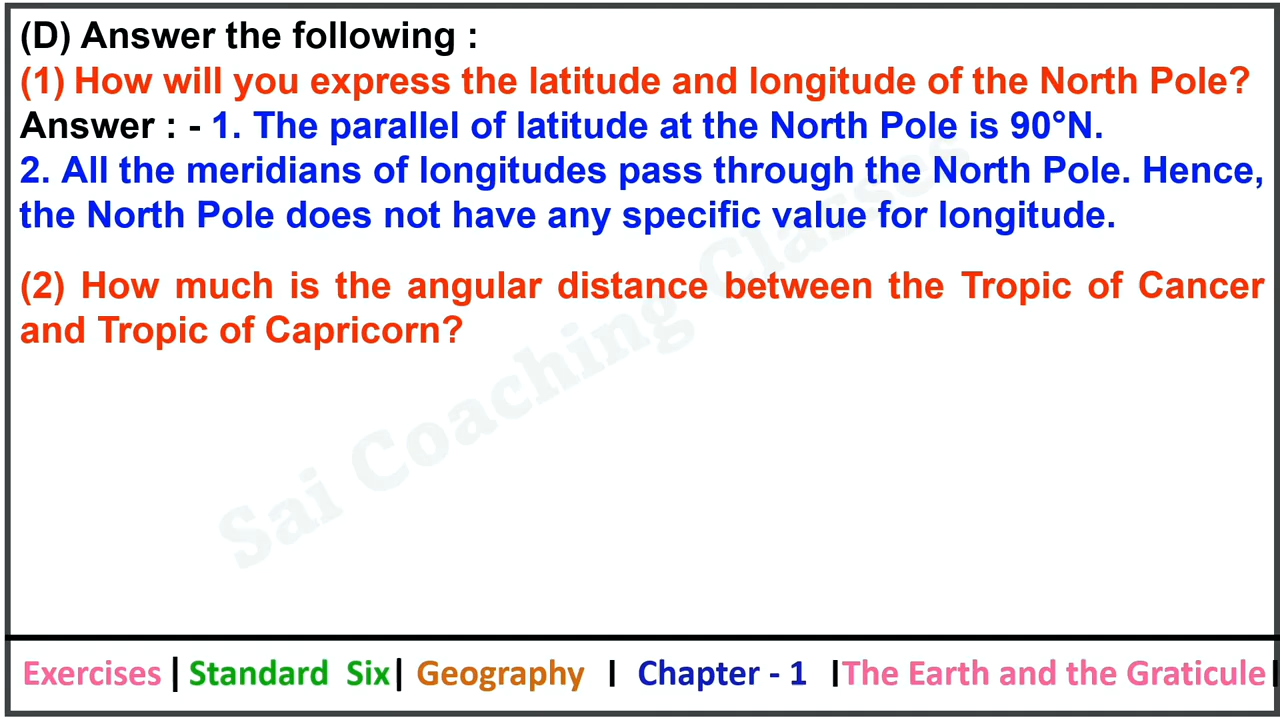 (D) Answer the following :
(1) How will you express the latitude and longitude of the North Pole?
Answer : - 1. The parallel of latitude at the North Pole is 90°N.
2. All the meridians of longitudes pass through the North Pole. Hence,
the North Pole does not have any specific value for longitude.
(2) How much is the angular distance between the Tropic of Cancer
and Tropic of Capricorn?
Sai Coaching Classes
Exercises | Standard Six | Geography I Chapter - 1 I The Earth and the Graticule I